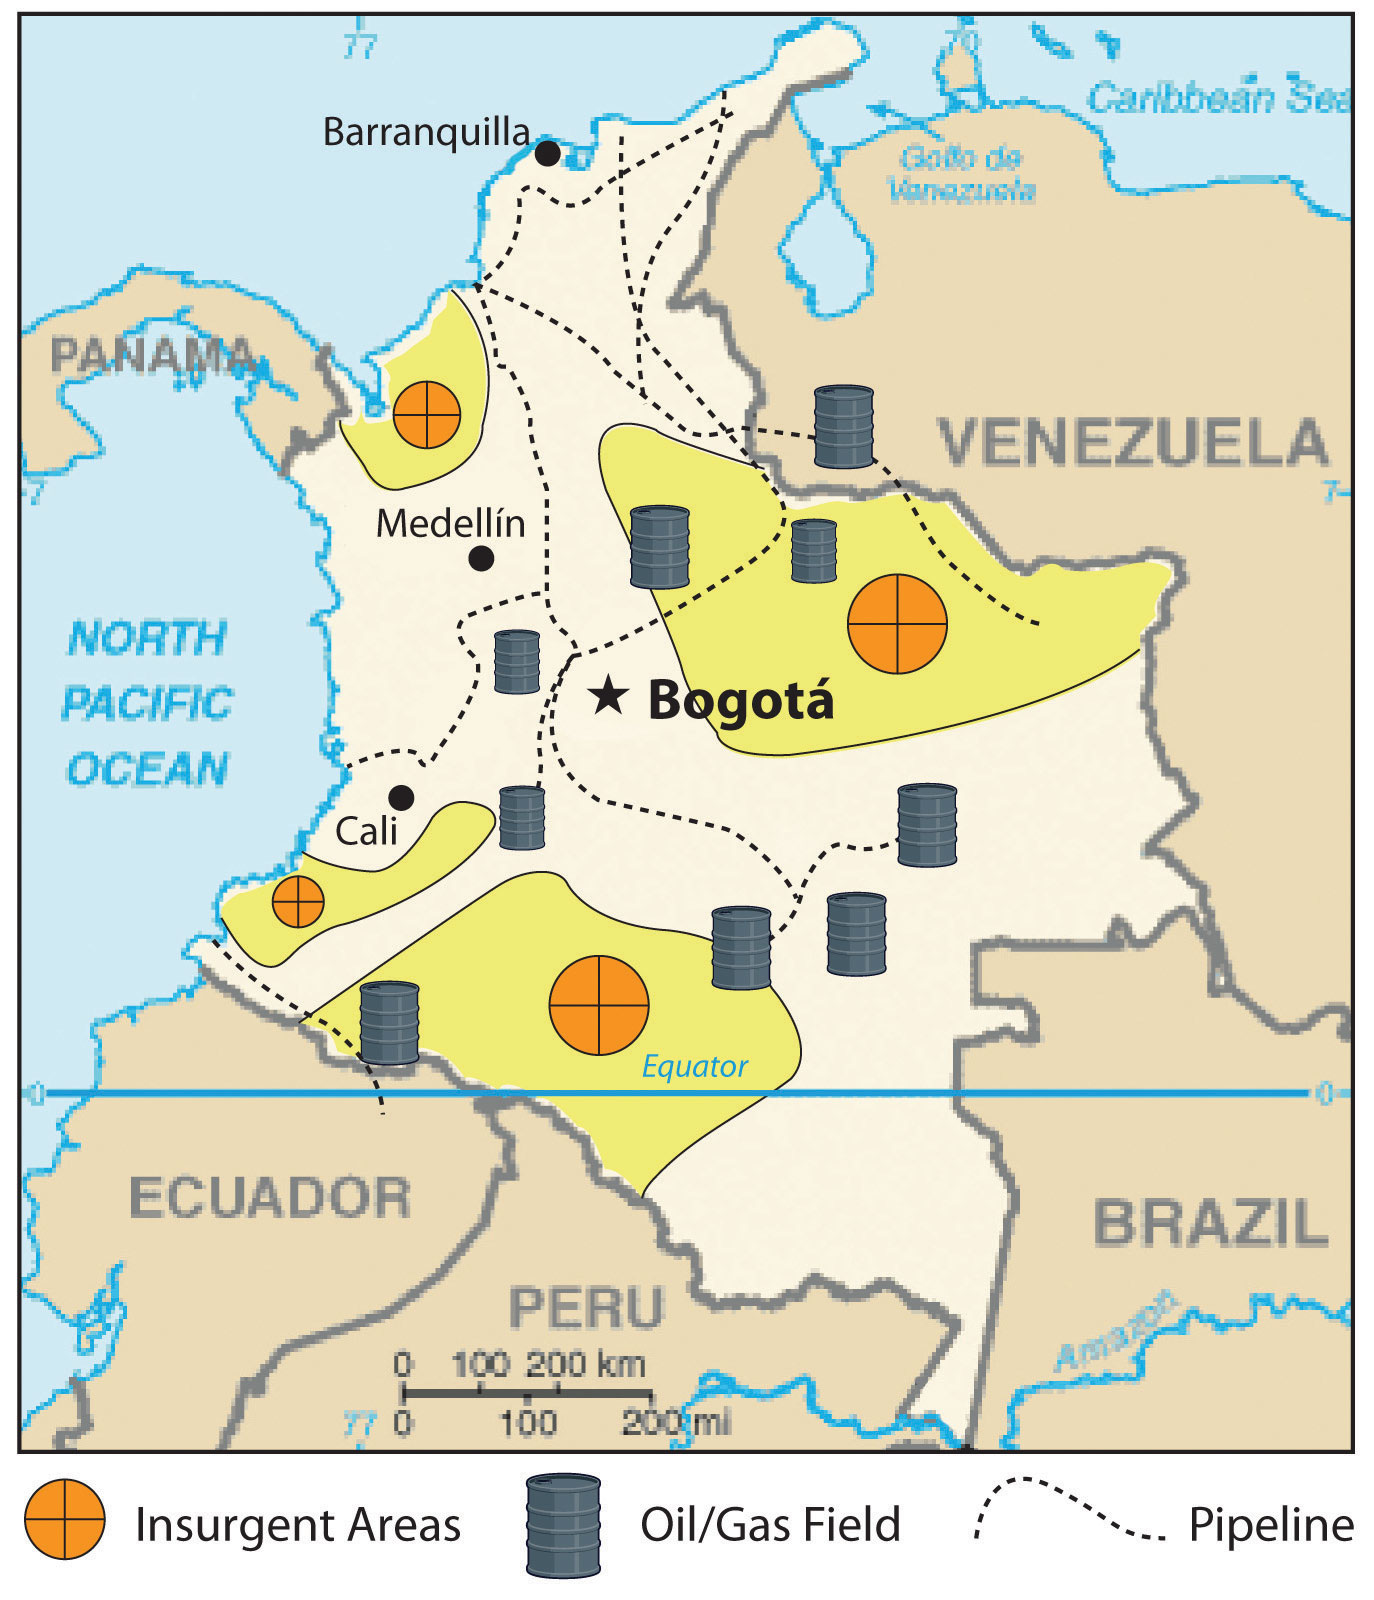 77
70
Caribbean Sea
Barranquilla
Golfo de
Venezuela
PANAMA
VENEZUELA
7
7
Medellín
NORTH
PACIFIC
OCEAN
Bogotá
Cali
Equator
0
0
ECUADOR
BRAZIL
PERU
Amazon
0 100 200 km
0 100 200 mi
77
Insurgent Areas
Oil/Gas Field
Pipeline